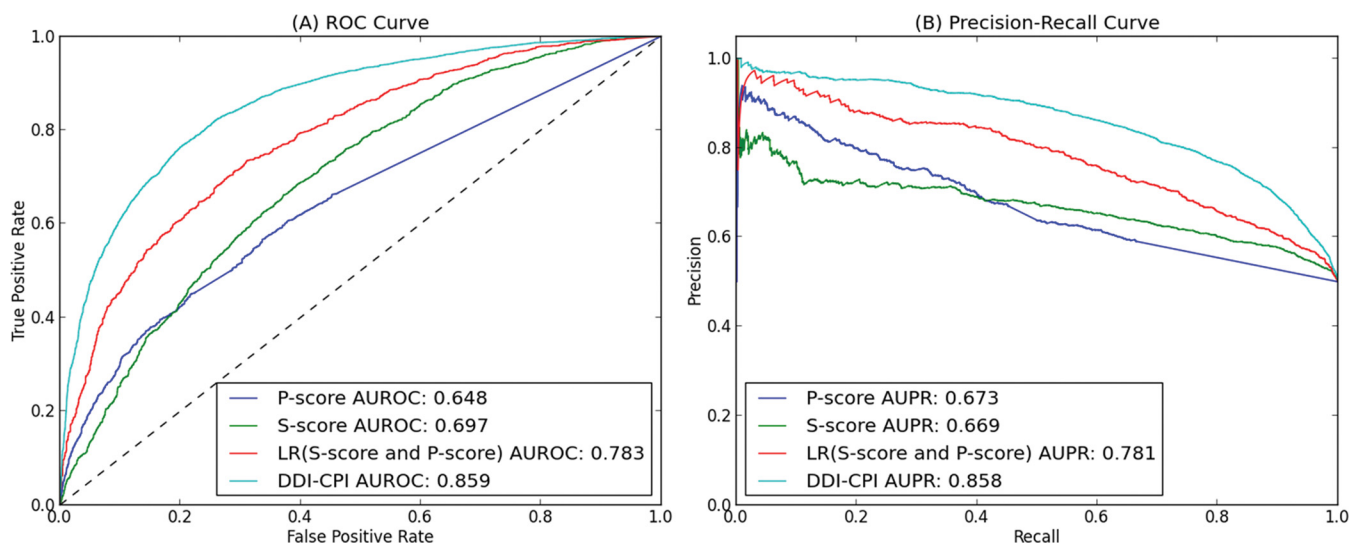 (A) ROC Curve
1.0
0.8
0.6
0.4
0.2
0.0
True Positive Rate
P-score AUROC: 0.648
S-score AUROC: 0.697
LR(S-score and P-score) AUROC: 0.783
DDI-CPI AUROC: 0.859
0.0 0.2 0.4 0.6 0.8 1.0
False Positive Rate
(B) Precision-Recall Curve
1.0
0.8
0.6
0.4
0.2
0.0
Precision
P-score AUPR: 0.673
S-score AUPR: 0.669
LR(S-score and P-score) AUPR: 0.781
DDI-CPI AUPR: 0.858
0.0 0.2 0.4 0.6 0.8 1.0
Recall